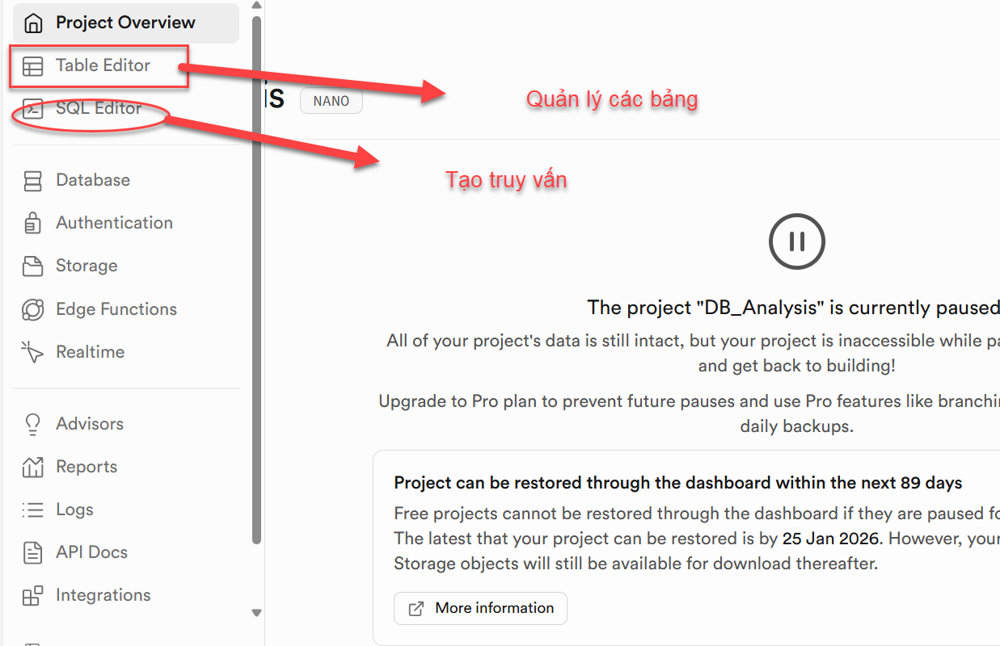 Project Overview
Table Editor
SQL Editor
is
NANO
Quản lý các bảng
Tạo truy vấn
Database
Authentication
Storage
Edge Functions
Realtime
Advisors
Reports
Logs
API Docs
Integrations
The project "DB_Analysis" is currently paused
All of your project's data is still intact, but your project is inaccessible while
and get back to building!
Upgrade to Pro plan to prevent future pauses and use Pro features like
daily backups.
Project can be restored through the dashboard within the next 89 days
Free projects cannot be restored through the dashboard if they are paused
The latest that your project can be restored is by 25 Jan 2026. However, your
Storage objects will still be available for download thereafter.
More information